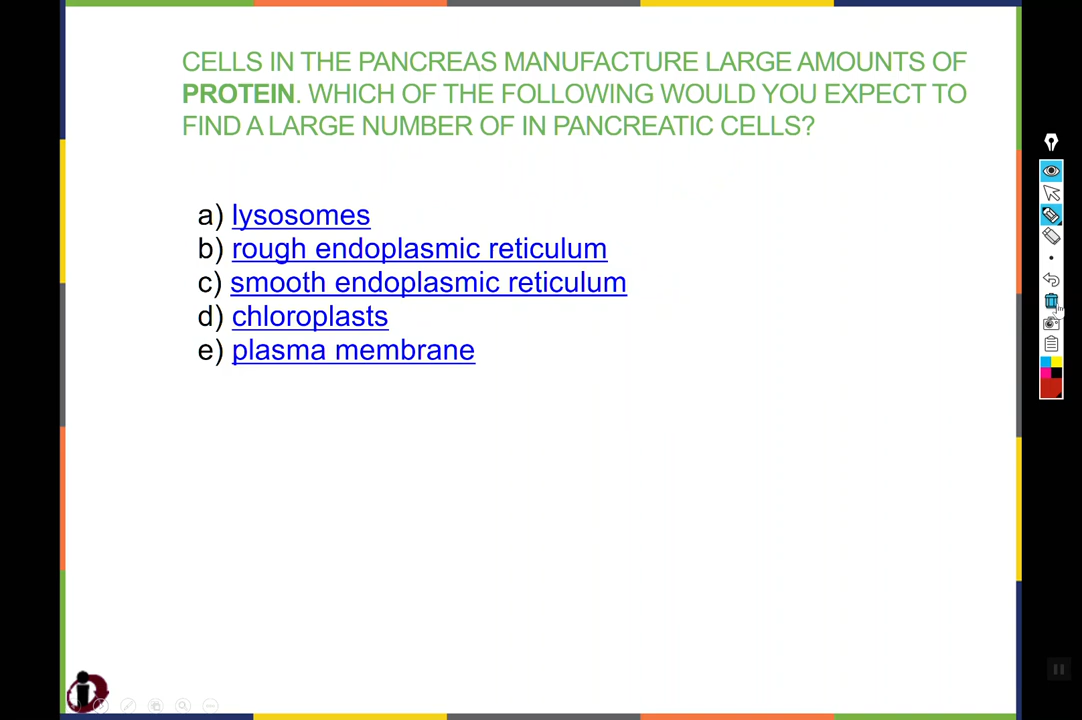 CELLS IN THE PANCREAS MANUFACTURE LARGE AMOUNTS OF
PROTEIN. WHICH OF THE FOLLOWING WOULD YOU EXPECT TO
FIND A LARGE NUMBER OF IN PANCREATIC CELLS?
a) lysosomes
b) rough endoplasmic reticulum
c) smooth endoplasmic reticulum
d) chloroplasts
e) plasma membrane